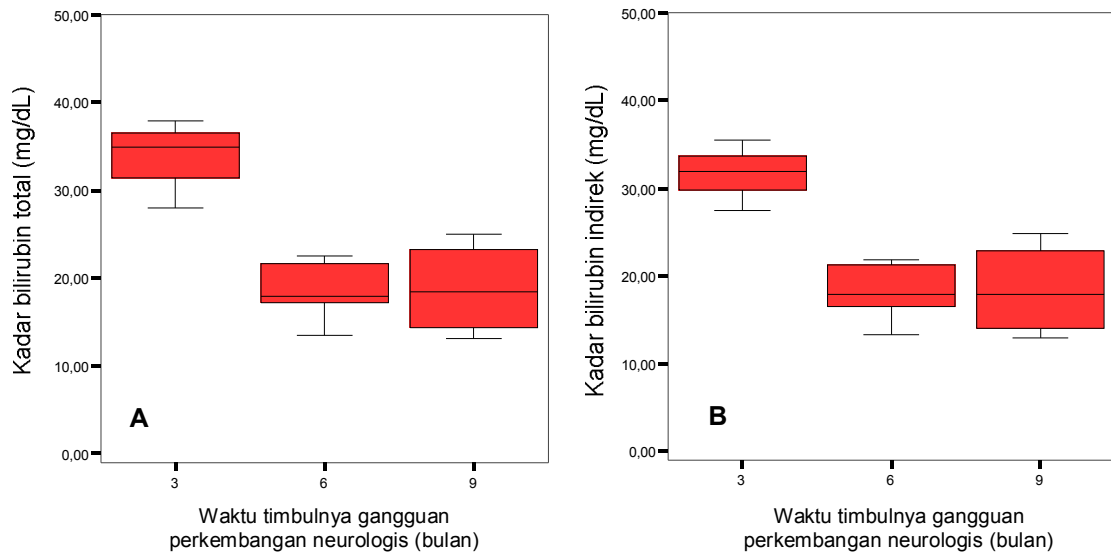 Kadar bilirubin total (mg/dL)
50,00
40,00
30,00
20,00
10,00
0,00
A
3 6 9
Waktu timbulnya gangguan
perkembangan neurologis (bulan)
Kadar bilirubin indirek (mg/dL)
50,00
40,00
30,00
20,00
10,00
0,00
B
3 6 9
Waktu timbulnya gangguan
perkembangan neurologis (bulan)